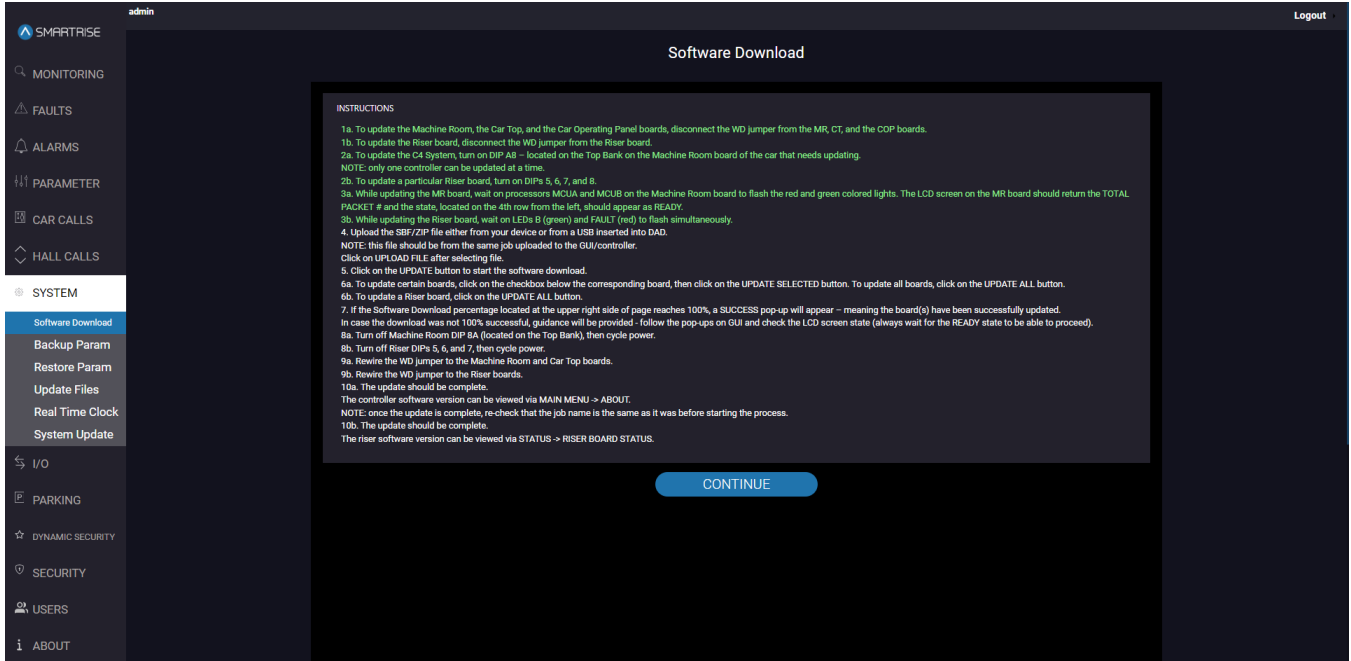 admin
Logout
SMARTRISE
Software Download
MONITORING
FAULTS
ALARMS
PARAMETER
CAR CALLS
HALL CALLS
SYSTEM
Software Download
Backup Param
Restore Param
Update Files
Real Time Clock
System Update
I/O
PARKING
DYNAMIC SECURITY
SECURITY
USERS
ABOUT
INSTRUCTIONS
1a. To update the Machine Room, the Car Top, and the Car Operating Panel boards, disconnect the WD jumper from the MR, CT, and the COP boards.
1b. To update the Riser board, disconnect the WD jumper from the Riser board.
2a. To update the C4 System, turn on DIP A8 – located on the Top Bank on the Machine Room board of the car that needs updating.
NOTE: only one controller can be updated at a time.
2b. To update a particular Riser board, turn on DIPs 5, 6, 7, and 8.
3a. While updating the MR board, wait on processors MCUA and MCUB on the Machine Room board to flash the red and green colored lights. The LCD screen on the MR board should return the TOTAL
PACKET # and the state, located on the 4th row from the left, should appear as READY.
3b. While updating the Riser board, wait on LEDs B (green) and FAULT (red) to flash simultaneously.
4. Upload the SBF/ZIP file either from your device or from a USB inserted into DAD.
NOTE: this file should be from the same job uploaded to the GUI/controller.
Click on UPLOAD FILE after selecting file.
5. Click on the UPDATE button to start the software download.
6a. To update certain boards, click on the checkbox below the corresponding board, then click on the UPDATE SELECTED button. To update all boards, click on the UPDATE ALL button.
6b. To update a Riser board, click on the UPDATE ALL button.
7. If the Software Download percentage located at the upper right side of page reaches 100%, a SUCCESS pop-up will appear – meaning the board(s) have been successfully updated.
In case the download was not 100% successful, guidance will be provided - follow the pop-ups on GUI and check the LCD screen state (always wait for the READY state to be able to proceed).
8a. Turn off Machine Room DIP 8A (located on the Top Bank), then cycle power.
8b. Turn off Riser DIPs 5, 6, and 7, then cycle power.
9a. Rewire the WD jumper to the Machine Room and Car Top boards.
9b. Rewire the WD jumper to the Riser boards.
10a. The update should be complete.
The controller software version can be viewed via MAIN MENU -> ABOUT.
NOTE: once the update is complete, re-check that the job name is the same as it was before starting the process.
10b. The update should be complete.
The riser software version can be viewed via STATUS -> RISER BOARD STATUS.
CONTINUE